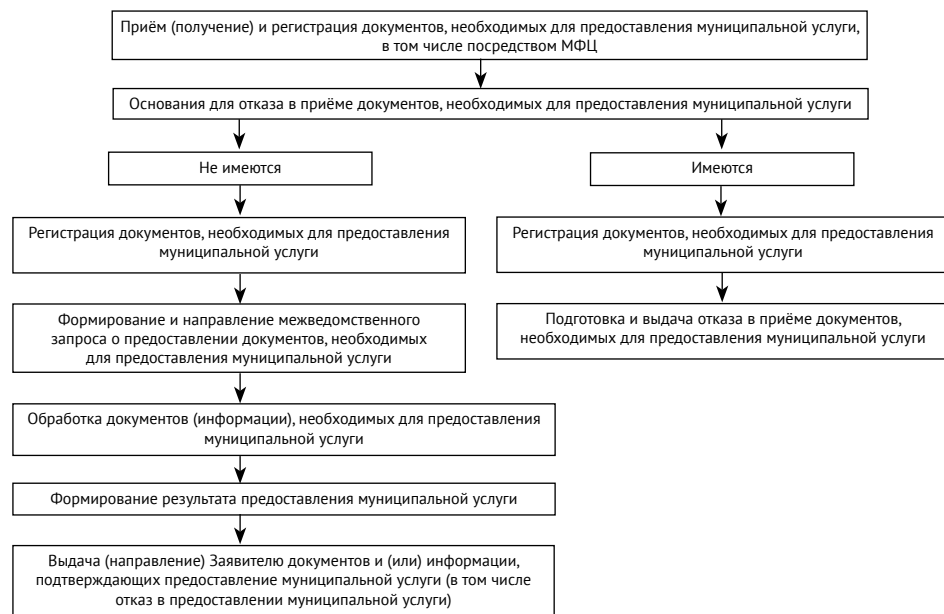 Приём (получение) и регистрация документов, необходимых для предоставления муниципальной услуги,
в том числе посредством МФЦ
Основания для отказа в приёме документов, необходимых для предоставления муниципальной услуги
Не имеются
Имеются
Регистрация документов, необходимых для предоставления
муниципальной услуги
Регистрация документов, необходимых для предоставления
муниципальной услуги
Формирование и направление межведомственного
запроса о предоставлении документов, необходимых
для предоставления муниципальной услуги
Подготовка и выдача отказа в приёме документов,
необходимых для предоставления муниципальной услуги
Обработка документов (информации), необходимых для предоставления
муниципальной услуги
Формирование результата предоставления муниципальной услуги
Выдача (направление) Заявителю документов и (или) информации,
подтверждающих предоставление муниципальной услуги (в том числе
отказ в предоставлении муниципальной услуги)